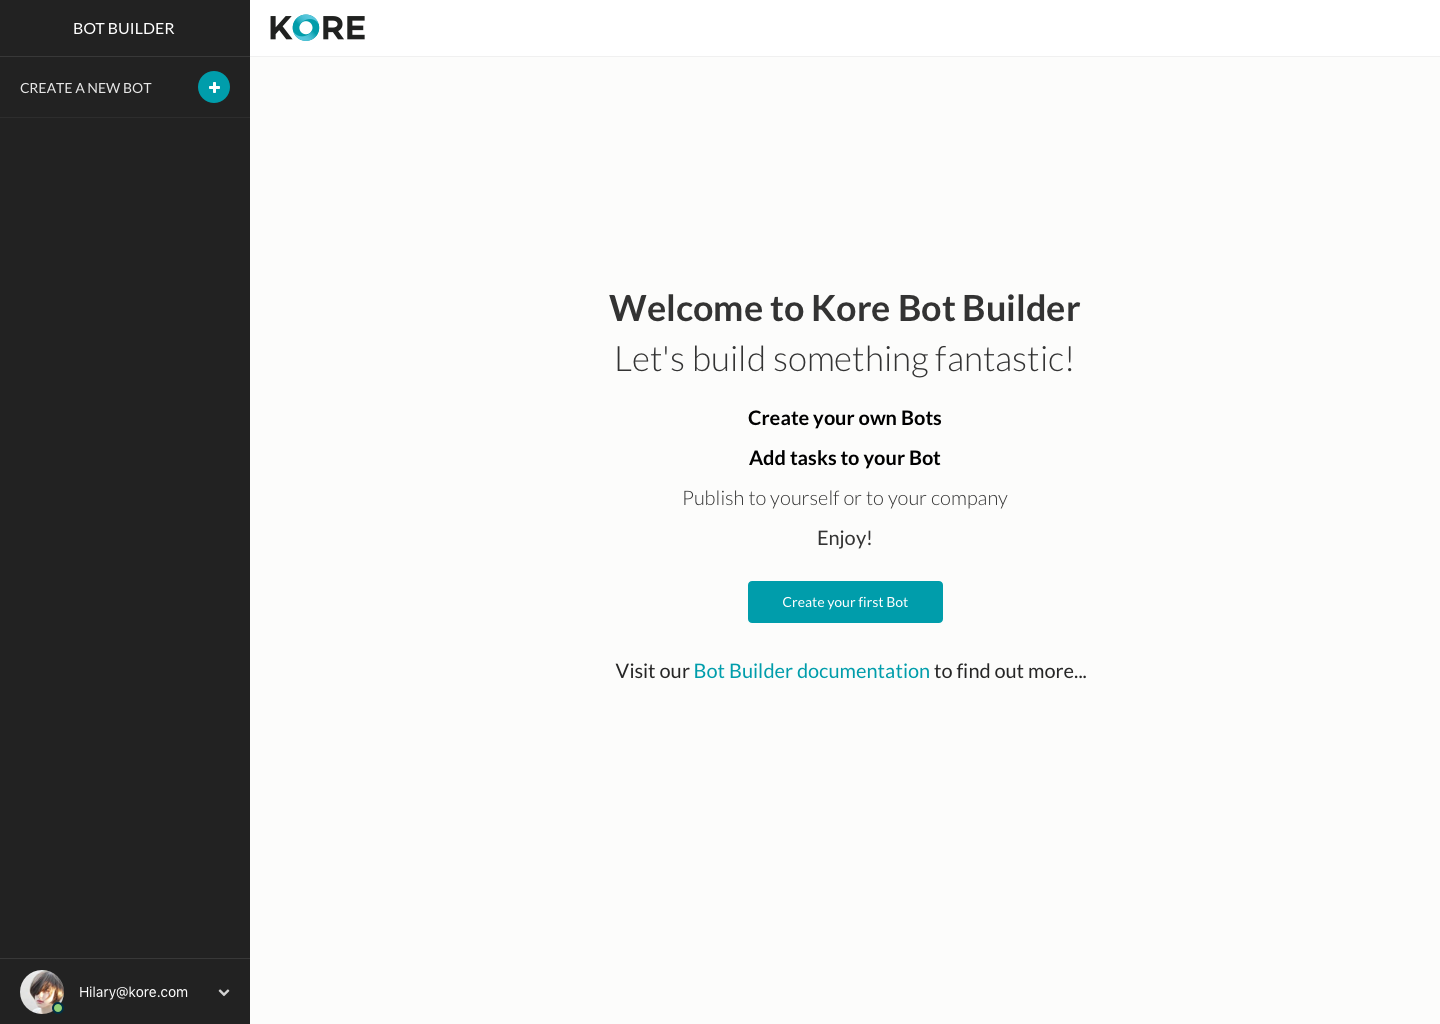 BOT BUILDER
KORE
CREATE A NEW BOT
Welcome to Kore Bot Builder
Let's build something fantastic!
Create your own Bots
Add tasks to your Bot
Publish to yourself or to your company
Enjoy!
Create your first Bot
Visit our Bot Builder documentation to find out more...
Hilary@kore.com